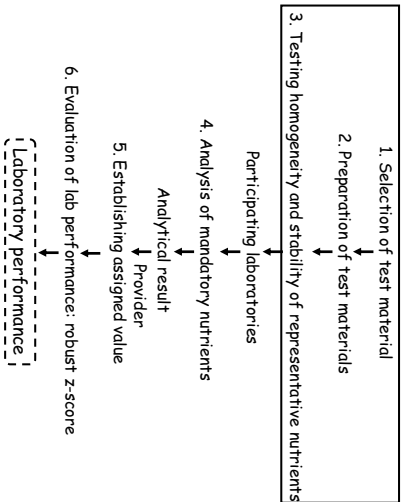 1. Selection of test material
2. Preparation of test materials
3. Testing homogeneity and stability of representative nutrients
Participating laboratories
4. Analysis of mandatory nutrients
Analytical result
Provider
5. Establishing assigned value
6. Evaluation of lab performance: robust z-score
Laboratory performance